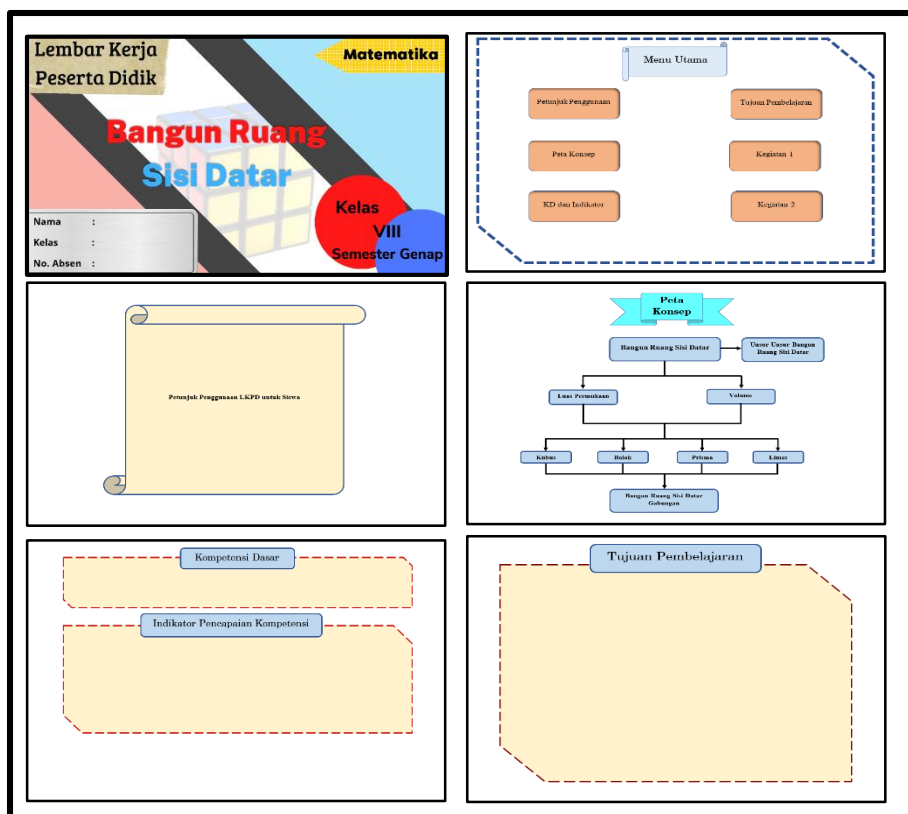 Lembar Kerja
Peserta Didik
Matematika
Bangun Ruang
Sisi Datar
Nama :
Kelas :
No. Absen :
Kelas
VIII
Semester Genap
Menu Utama
Petunjuk Penggunaan
Tujuan Pembelajaran
Peta Konsep
Kegiatan 1
KD dan Indikator
Kegiatan 2
Petunjuk Penggunaan LKPD untuk Siswa
Peta
Konsep
Bangun Ruang Sisi Datar
Unsur Unsur Bangun
Ruang Sisi Datar
Luas Permukaan
Volume
Kubus
Balok
Prisma
Limas
Bangun Ruang Sisi Datar
Gabungan
Kompetensi Dasar
Indikator Pencapaian Kompetensi
Tujuan Pembelajaran